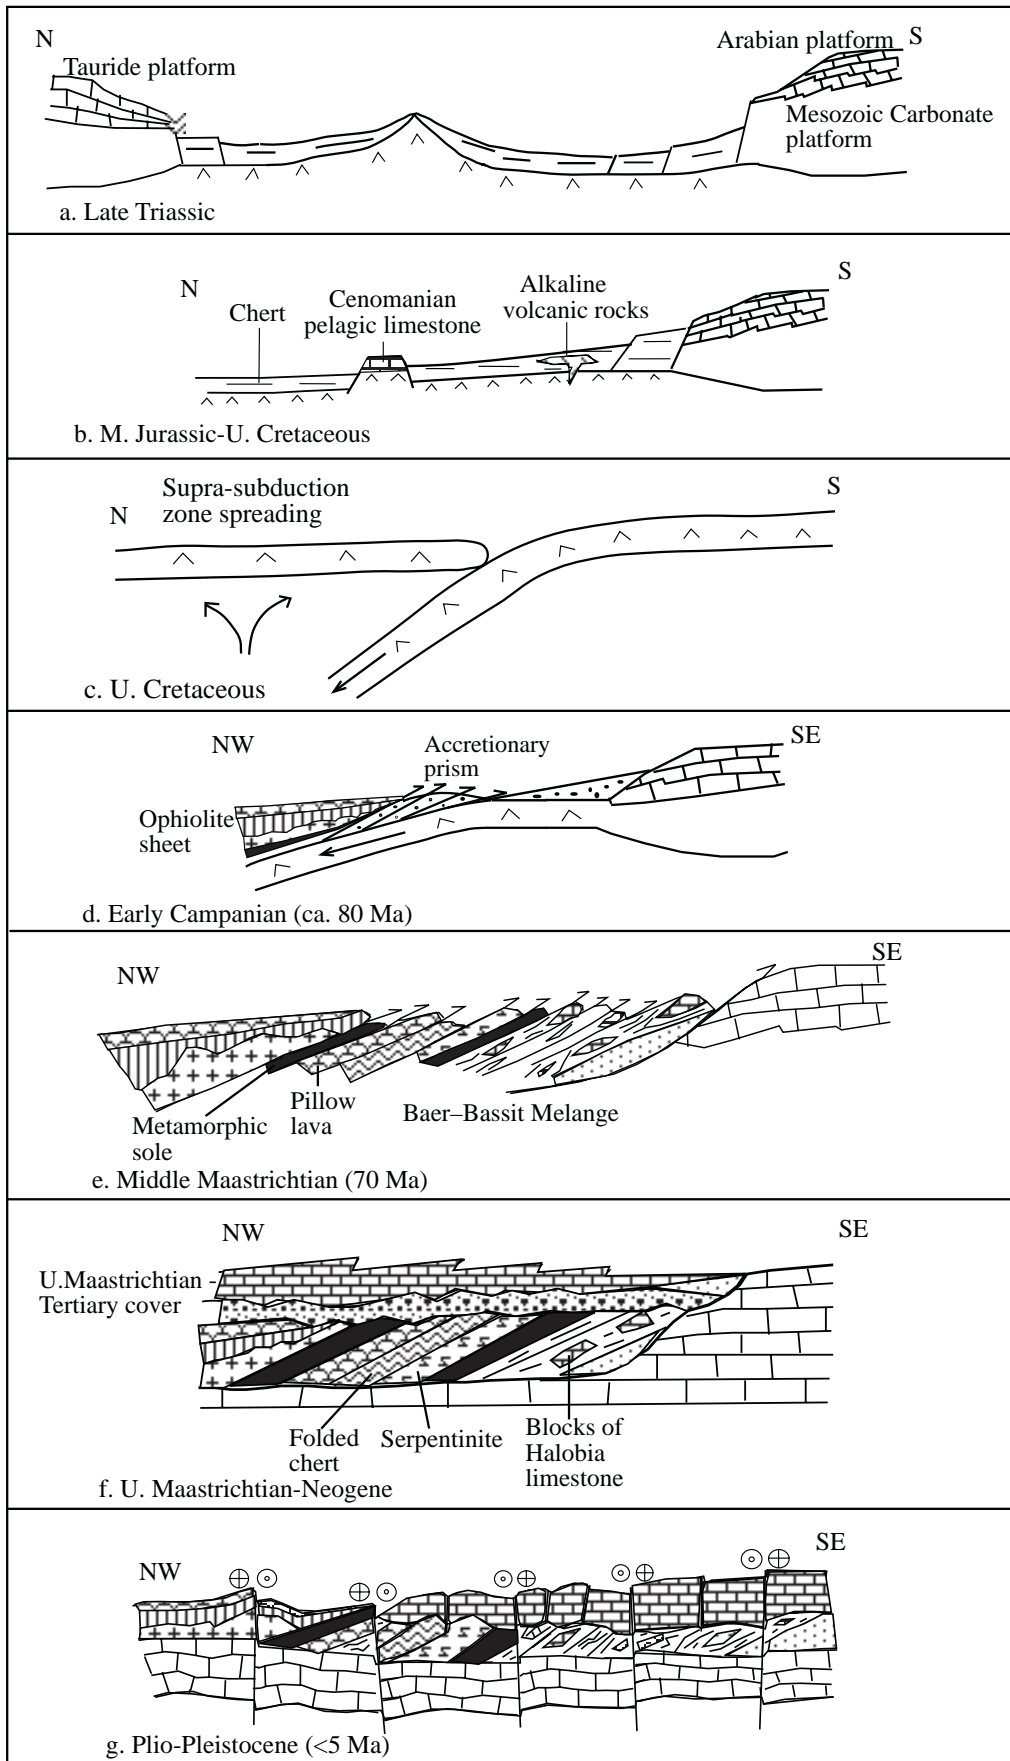 N
Tauride platform
Arabian platform
S
Mesozoic Carbonate
platform
a. Late Triassic
N
Chert
Cenomanian
pelagic limestone
Alkaline
volcanic rocks
S
b. M. Jurassic-U. Cretaceous
N
Supra-subduction
zone spreading
S
c. U. Cretaceous
NW
Accretionary
prism
SE
Ophiolite
sheet
d. Early Campanian (ca. 80 Ma)
NW
SE
Metamorphic
sole
Pillow
lava
Baer–Bassit Melange
e. Middle Maastrichtian (70 Ma)
NW
SE
U.Maastrichtian -
Tertiary cover
Folded
chert
Serpentinite
Blocks of
Halobia
limestone
f. U. Maastrichtian-Neogene
NW
SE
g. Plio-Pleistocene (<5 Ma)